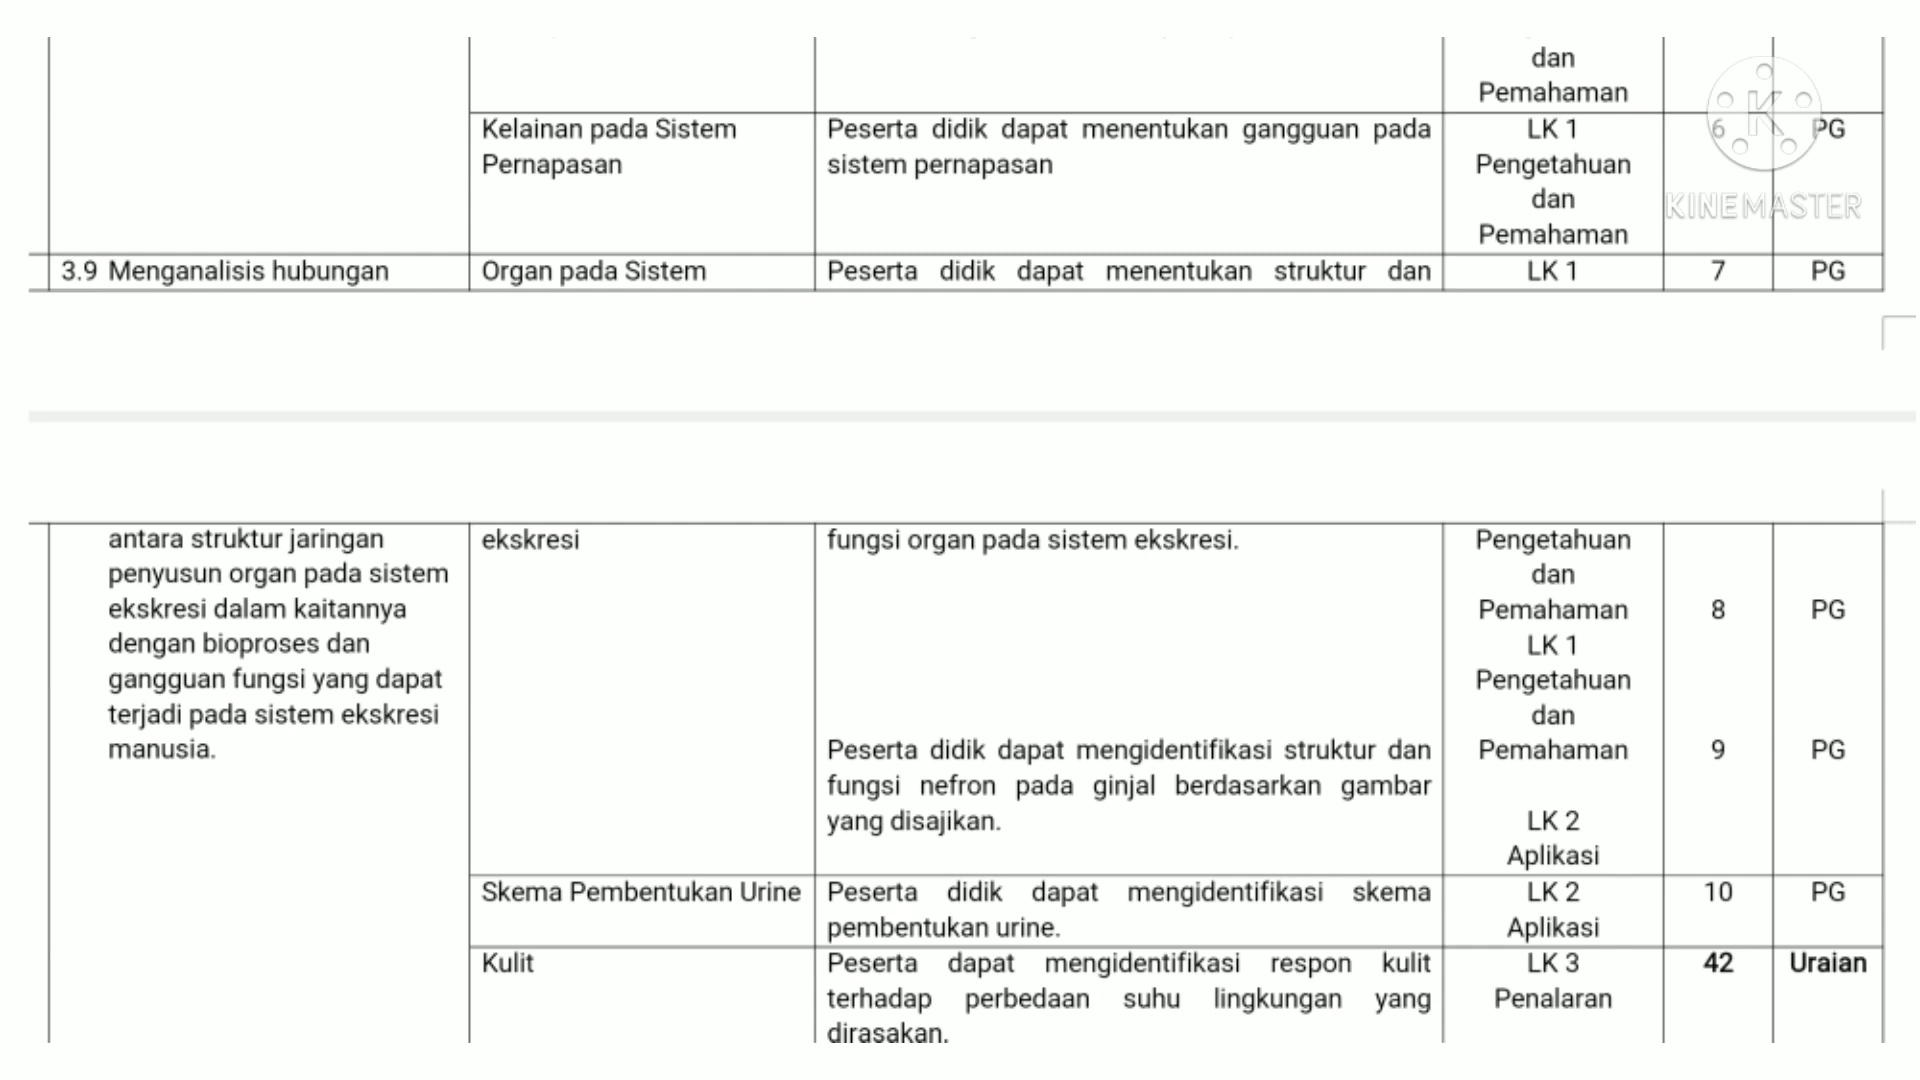 dan
Pemahaman
Kelainan pada Sistem
Pernapasan
Peserta didik dapat menentukan gangguan pada
sistem pernapasan
LK 1
Pengetahuan
dan
Pemahaman
6
PG
K
KINEMASTER
3.9 Menganalisis hubungan
Organ pada Sistem
Peserta didik dapat menentukan struktur dan
LK 1
7
PG
antara struktur jaringan
penyusun organ pada sistem
ekskresi dalam kaitannya
dengan bioproses dan
gangguan fungsi yang dapat
terjadi pada sistem ekskresi
manusia.
ekskresi
fungsi organ pada sistem ekskresi.
Peserta didik dapat mengidentifikasi struktur dan
fungsi nefron pada ginjal berdasarkan gambar
yang disajikan.
Pengetahuan
dan
Pemahaman
LK 1
Pengetahuan
dan
Pemahaman
LK 2
Aplikasi
8
9
PG
PG
Skema Pembentukan Urine
Peserta didik dapat mengidentifikasi skema
pembentukan urine.
LK 2
Aplikasi
10
PG
Kulit
Peserta dapat mengidentifikasi respon kulit
terhadap perbedaan suhu lingkungan yang
dirasakan.
LK 3
Penalaran
42
Uraian